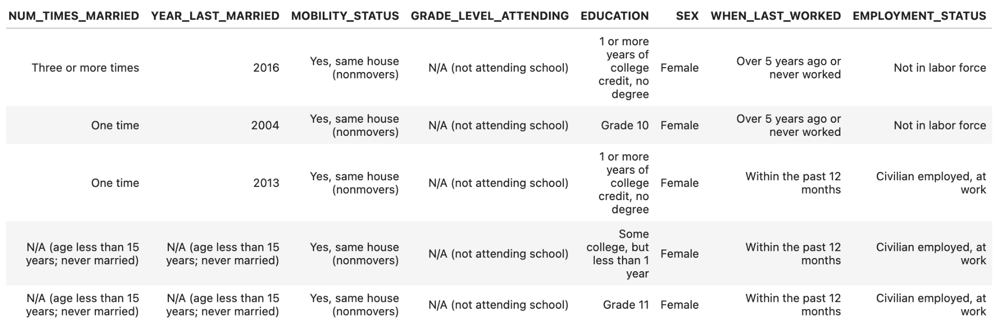 NUM_TIMES_MARRIED YEAR_LAST_MARRIED MOBILITY_STATUS GRADE_LEVEL_ATTENDING EDUCATION SEX WHEN_LAST_WORKED EMPLOYMENT_STATUS
Three or more times 2016 Yes, same house (nonmovers) N/A (not attending school) 1 or more years of college credit, no degree Female Over 5 years ago or never worked Not in labor force
One time 2004 Yes, same house (nonmovers) N/A (not attending school) Grade 10 Female Over 5 years ago or never worked Not in labor force
One time 2013 Yes, same house (nonmovers) N/A (not attending school) 1 or more years of college credit, no degree Female Within the past 12 months Civilian employed, at work
N/A (age less than 15 years; never married) N/A (age less than 15 years; never married) Yes, same house (nonmovers) N/A (not attending school) Some college, but less than 1 year Female Within the past 12 months Civilian employed, at work
N/A (age less than 15 years; never married) N/A (age less than 15 years; never married) Yes, same house (nonmovers) N/A (not attending school) Grade 11 Female Within the past 12 months Civilian employed, at work